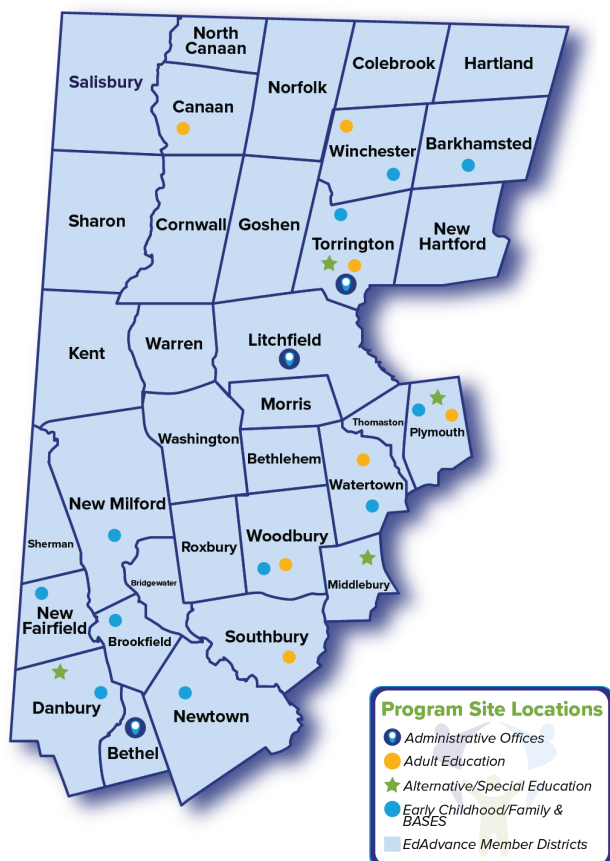 North
Canaan
Salisbury
Colebrook
Hartland
Norfolk
Canaan
Winchester
Barkhamsted
Sharon
Cornwall
Goshen
Torrington
New
Hartford
Kent
Warren
Litchfield
Morris
Thomaston
Plymouth
Washington
Bethlehem
Watertown
New Milford
Woodbury
Roxbury
Sherman
Bridgewater
Middlebury
New
Fairfield
Brookfield
Southbury
Danbury
Newtown
Bethel
Program Site Locations
Administrative Offices
Adult Education
Alternative/Special Education
Early Childhood/Family &
BASES
EdAdvance Member Districts